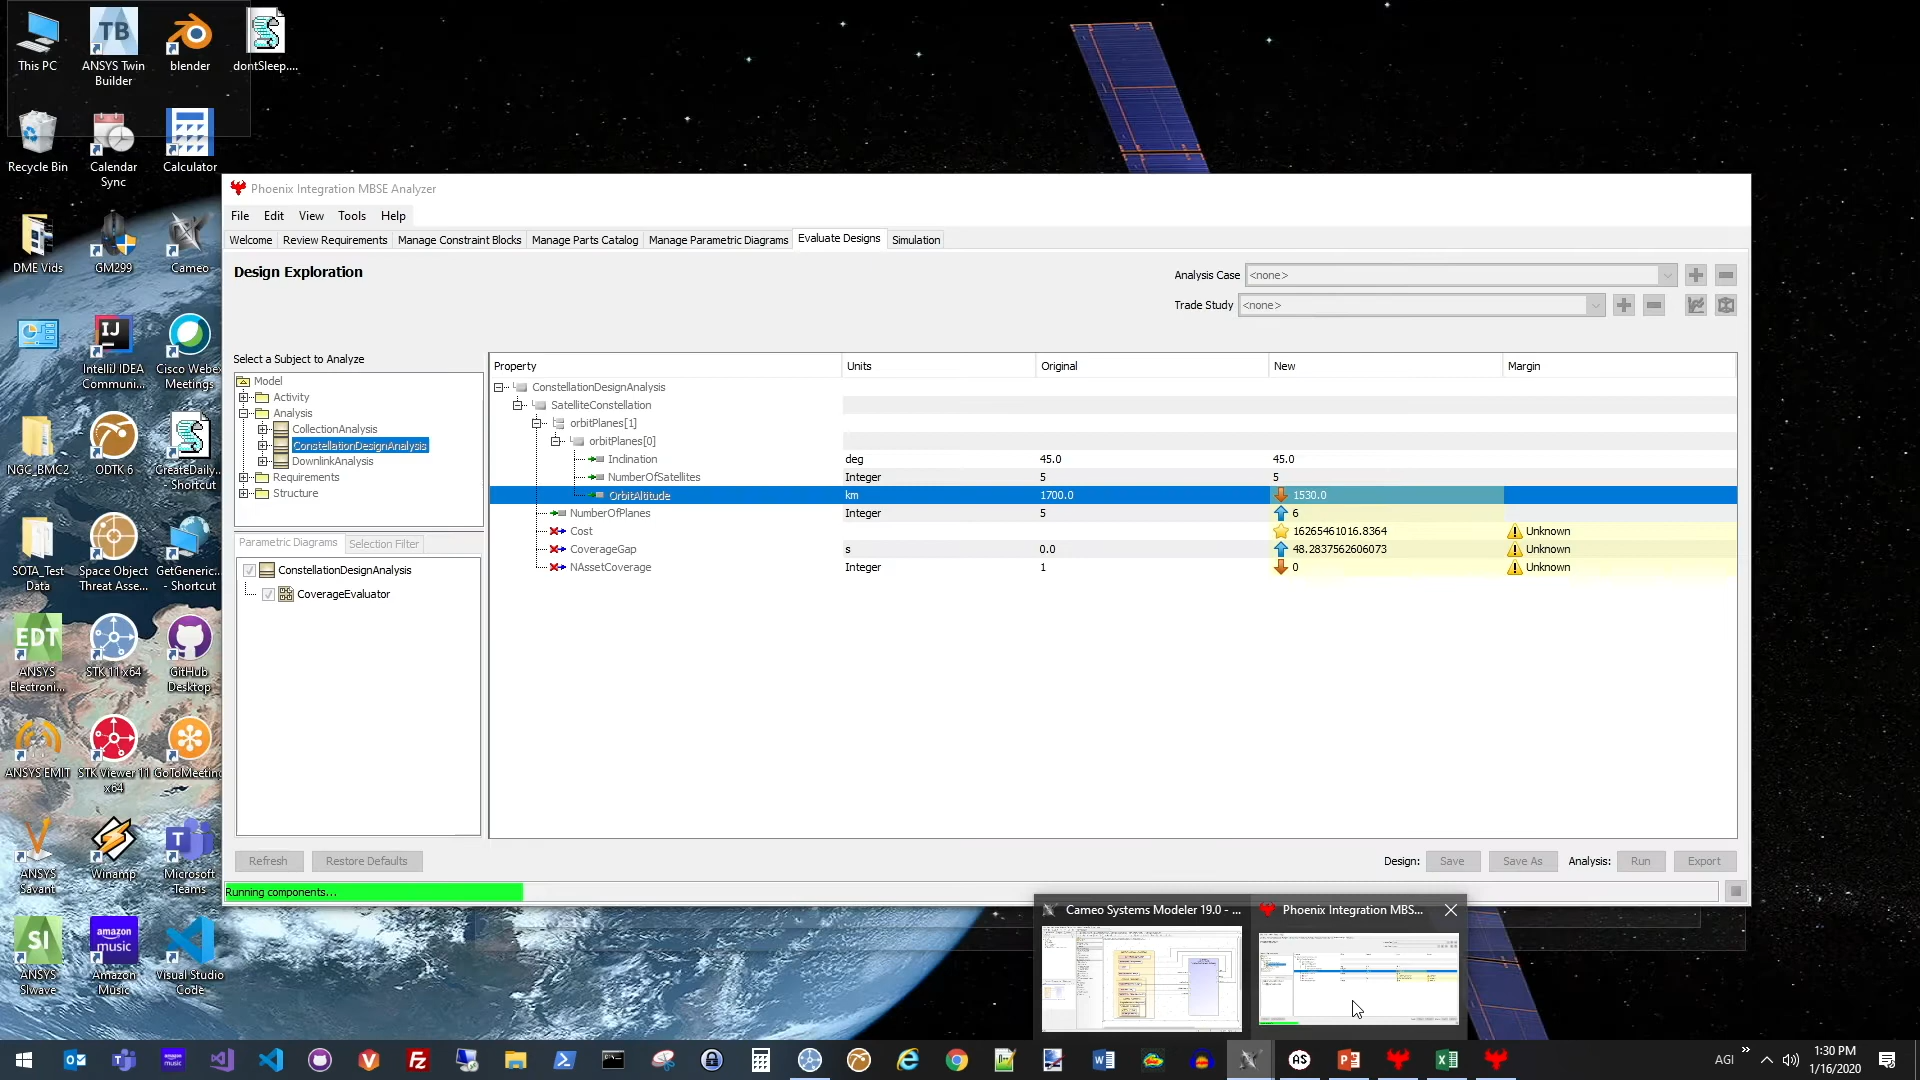 This PC
ANSYS Twin
Builder
blender
dontSleep....
Recycle Bin
Calendar
Sync
Calculator
DME Vids
GM299
Cameo
IntelliJ IDEA
Communi...
Cisco Webex
Meetings
NGC_BMC2
ODTK 6
CreateDaily...
- Shortcut
SOTA_Test
Data
Space Object
Threat Asse...
GetGeneric...
- Shortcut
ANSYS
Electroni...
STK 11 x64
GitHub
Desktop
ANSYS EMIT
STK Viewer 11
x64
GoToMeeting
ANSYS
Savant
Winamp
Microsoft
Teams
ANSYS
SIwave
Amazon
Music
Visual Studio
Code
TB
IJ
EDT
SI
amazon
music
Phoenix Integration MBSE Analyzer
File Edit View Tools Help
Welcome Review Requirements Manage Constraint Blocks Manage Parts Catalog Manage Parametric Diagrams Evaluate Designs Simulation
Design Exploration
Analysis Case <none>
Trade Study <none>
Select a Subject to Analyze
Model
Activity
Analysis
CollectionAnalysis
ConstellationDesignAnalysis
DownlinkAnalysis
Requirements
Structure
Parametric Diagrams Selection Filter
ConstellationDesignAnalysis
CoverageEvaluator
Property Units Original New Margin
ConstellationDesignAnalysis
SatelliteConstellation
orbitPlanes[1]
orbitPlanes[0]
Inclination deg 45.0 45.0
NumberOfSatellites Integer 5 5
OrbitAltitude km 1700.0 1530.0
NumberOfPlanes Integer 5 6
Cost 16265461016.8364 Unknown
CoverageGap s 0.0 48.2837562606073 Unknown
NAssetCoverage Integer 1 0 Unknown
Refresh Restore Defaults
Design: Save Save As Analysis: Run Export
Running components...
Cameo Systems Modeler 19.0 - ...
Phoenix Integration MBS...
AGI
1:30 PM
1/16/2020